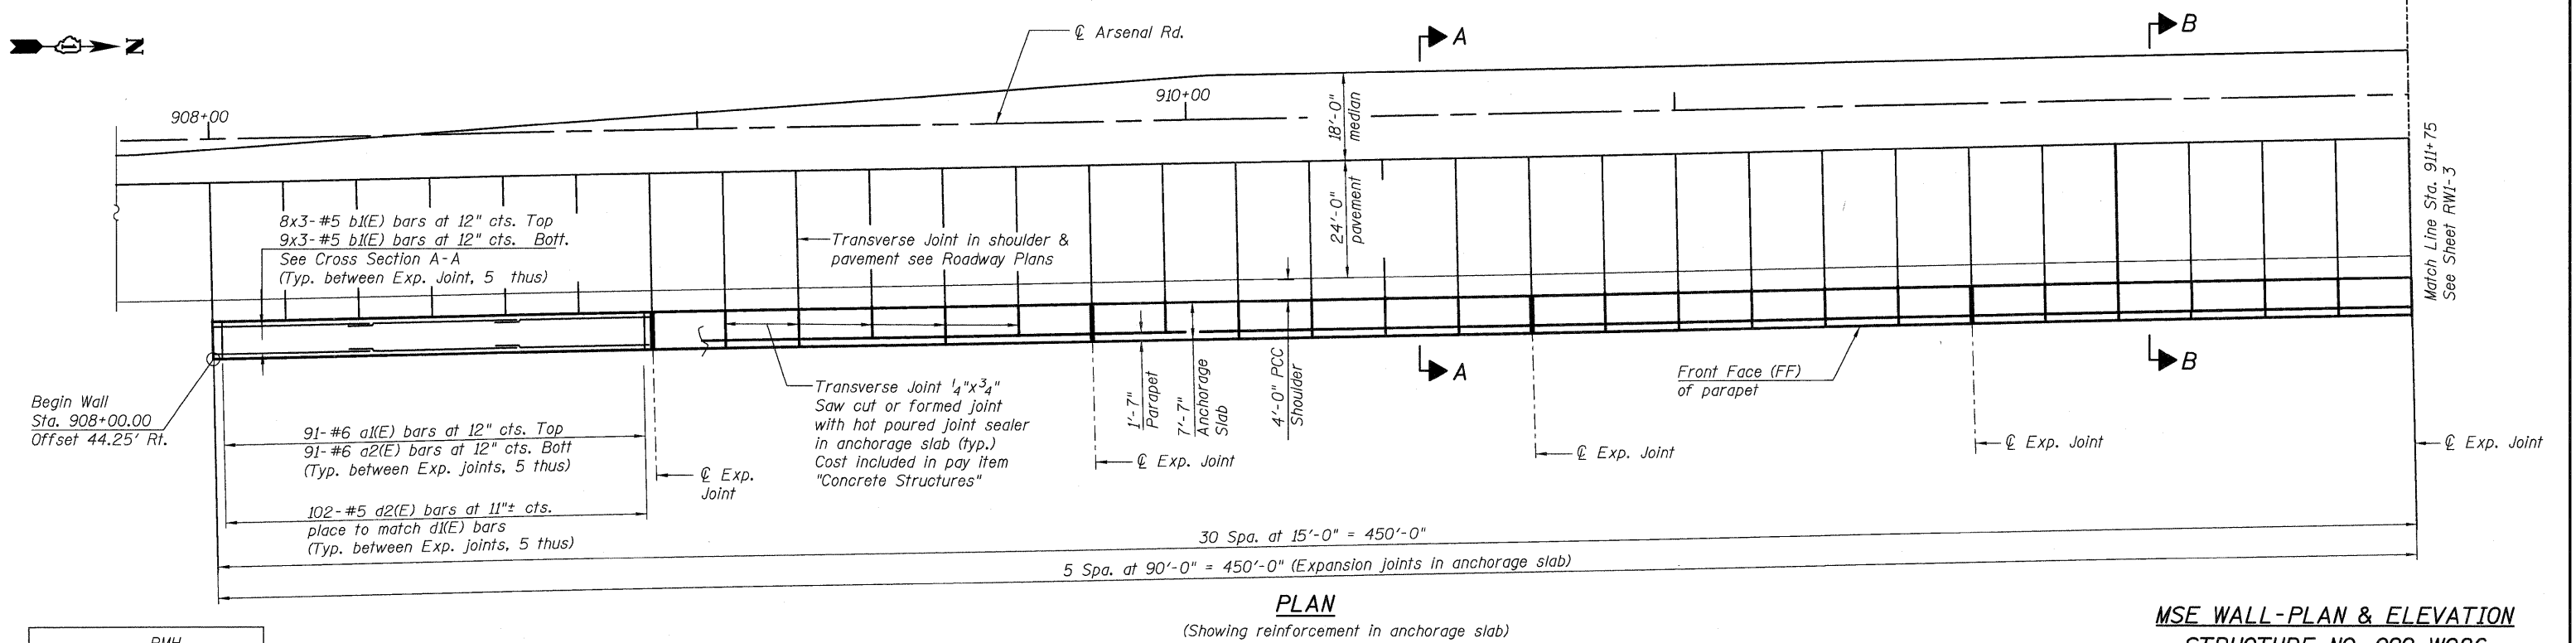 N
℄ Arsenal Rd.
A
B
908+00
910+00
18'-0"
median
24'-0"
pavement
8x3-#5 b1(E) bars at 12" cts. Top
9x3-#5 b1(E) bars at 12" cts. Bott.
See Cross Section A-A
(Typ. between Exp. Joint, 5 thus)
Transverse Joint in shoulder &
pavement see Roadway Plans
Match Line Sta. 911+75
See Sheet RW1-3
Begin Wall
Sta. 908+00.00
Offset 44.25' Rt.
91-#6 a1(E) bars at 12" cts. Top
91-#6 a2(E) bars at 12" cts. Bott
(Typ. between Exp. joints, 5 thus)
102-#5 d2(E) bars at 11"± cts.
place to match d1(E) bars
(Typ. between Exp. joints, 5 thus)
℄ Exp.
Joint
Transverse Joint 1/4"x3/4"
Saw cut or formed joint
with hot poured joint sealer
in anchorage slab (typ.)
Cost included in pay item
"Concrete Structures"
1'-7"
Parapet
7'-7"
Anchorage
Slab
4'-0" PCC
Shoulder
℄ Exp. Joint
A
℄ Exp. Joint
Front Face (FF)
of parapet
℄ Exp. Joint
B
℄ Exp. Joint
30 Spa. at 15'-0" = 450'-0"
5 Spa. at 90'-0" = 450'-0" (Expansion joints in anchorage slab)
PLAN
(Showing reinforcement in anchorage slab)
MSE WALL-PLAN & ELEVATION